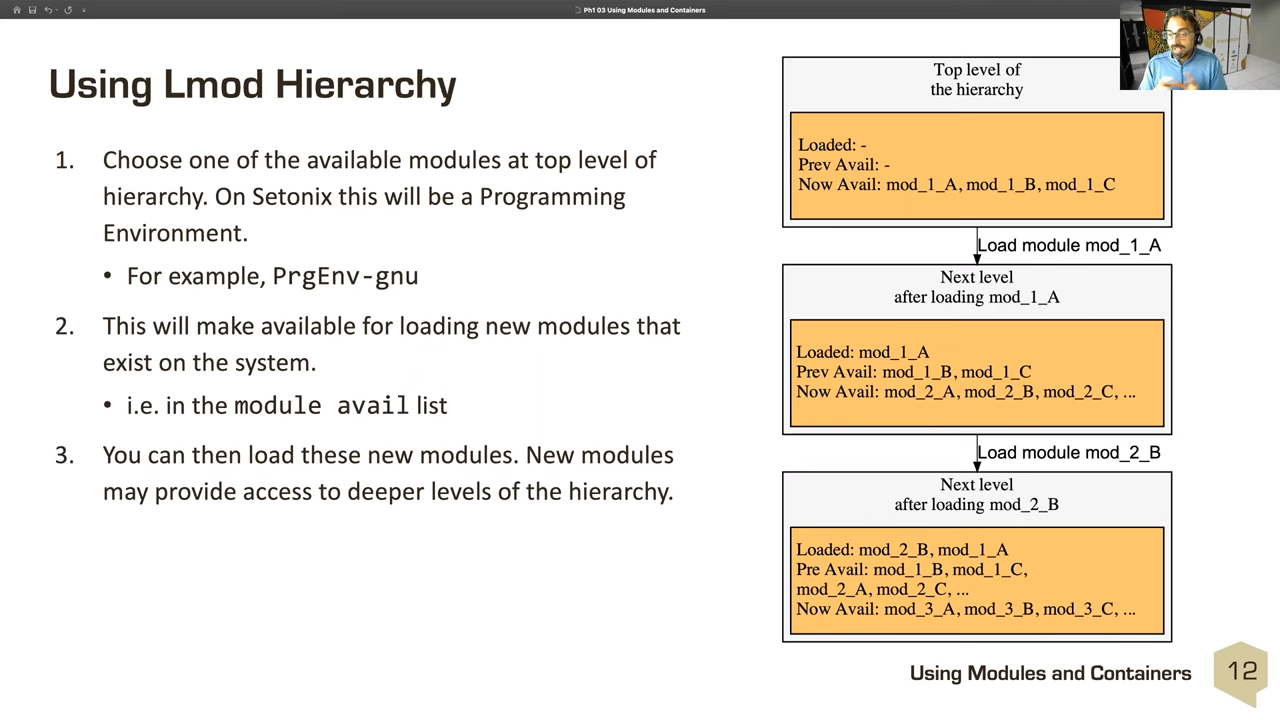 Ph1 03 Using Modules and Containers
Using Lmod Hierarchy
1. Choose one of the available modules at top level of
hierarchy. On Setonix this will be a Programming
Environment.
• For example, PrgEnv-gnu
2. This will make available for loading new modules that
exist on the system.
• i.e. in the module avail list
3. You can then load these new modules. New modules
may provide access to deeper levels of the hierarchy.
Top level of
the hierarchy
Loaded: -
Prev Avail: -
Now Avail: mod_1_A, mod_1_B, mod_1_C
Load module mod_1_A
Next level
after loading mod_1_A
Loaded: mod_1_A
Prev Avail: mod_1_B, mod_1_C
Now Avail: mod_2_A, mod_2_B, mod_2_C, ...
Load module mod_2_B
Next level
after loading mod_2_B
Loaded: mod_2_B, mod_1_A
Pre Avail: mod_1_B, mod_1_C,
mod_2_A, mod_2_C, ...
Now Avail: mod_3_A, mod_3_B, mod_3_C, ...
Using Modules and Containers
12